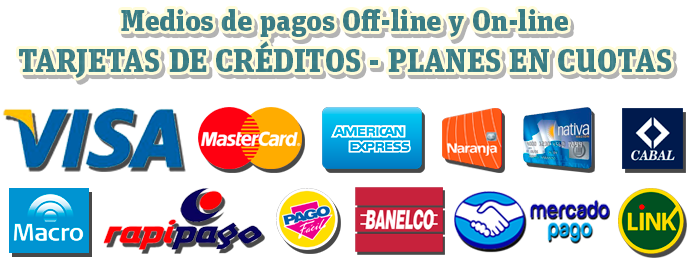 Medios de pagos Off-line y On-line
TARJETAS DE CRÉDITOS - PLANES EN CUOTAS
VISA
MasterCard
AMERICAN
EXPRESS
Naranja
nativa
CABAL
Macro
rapipago
PAGO
Fácil
BANELCO
mercado
pago
LINK